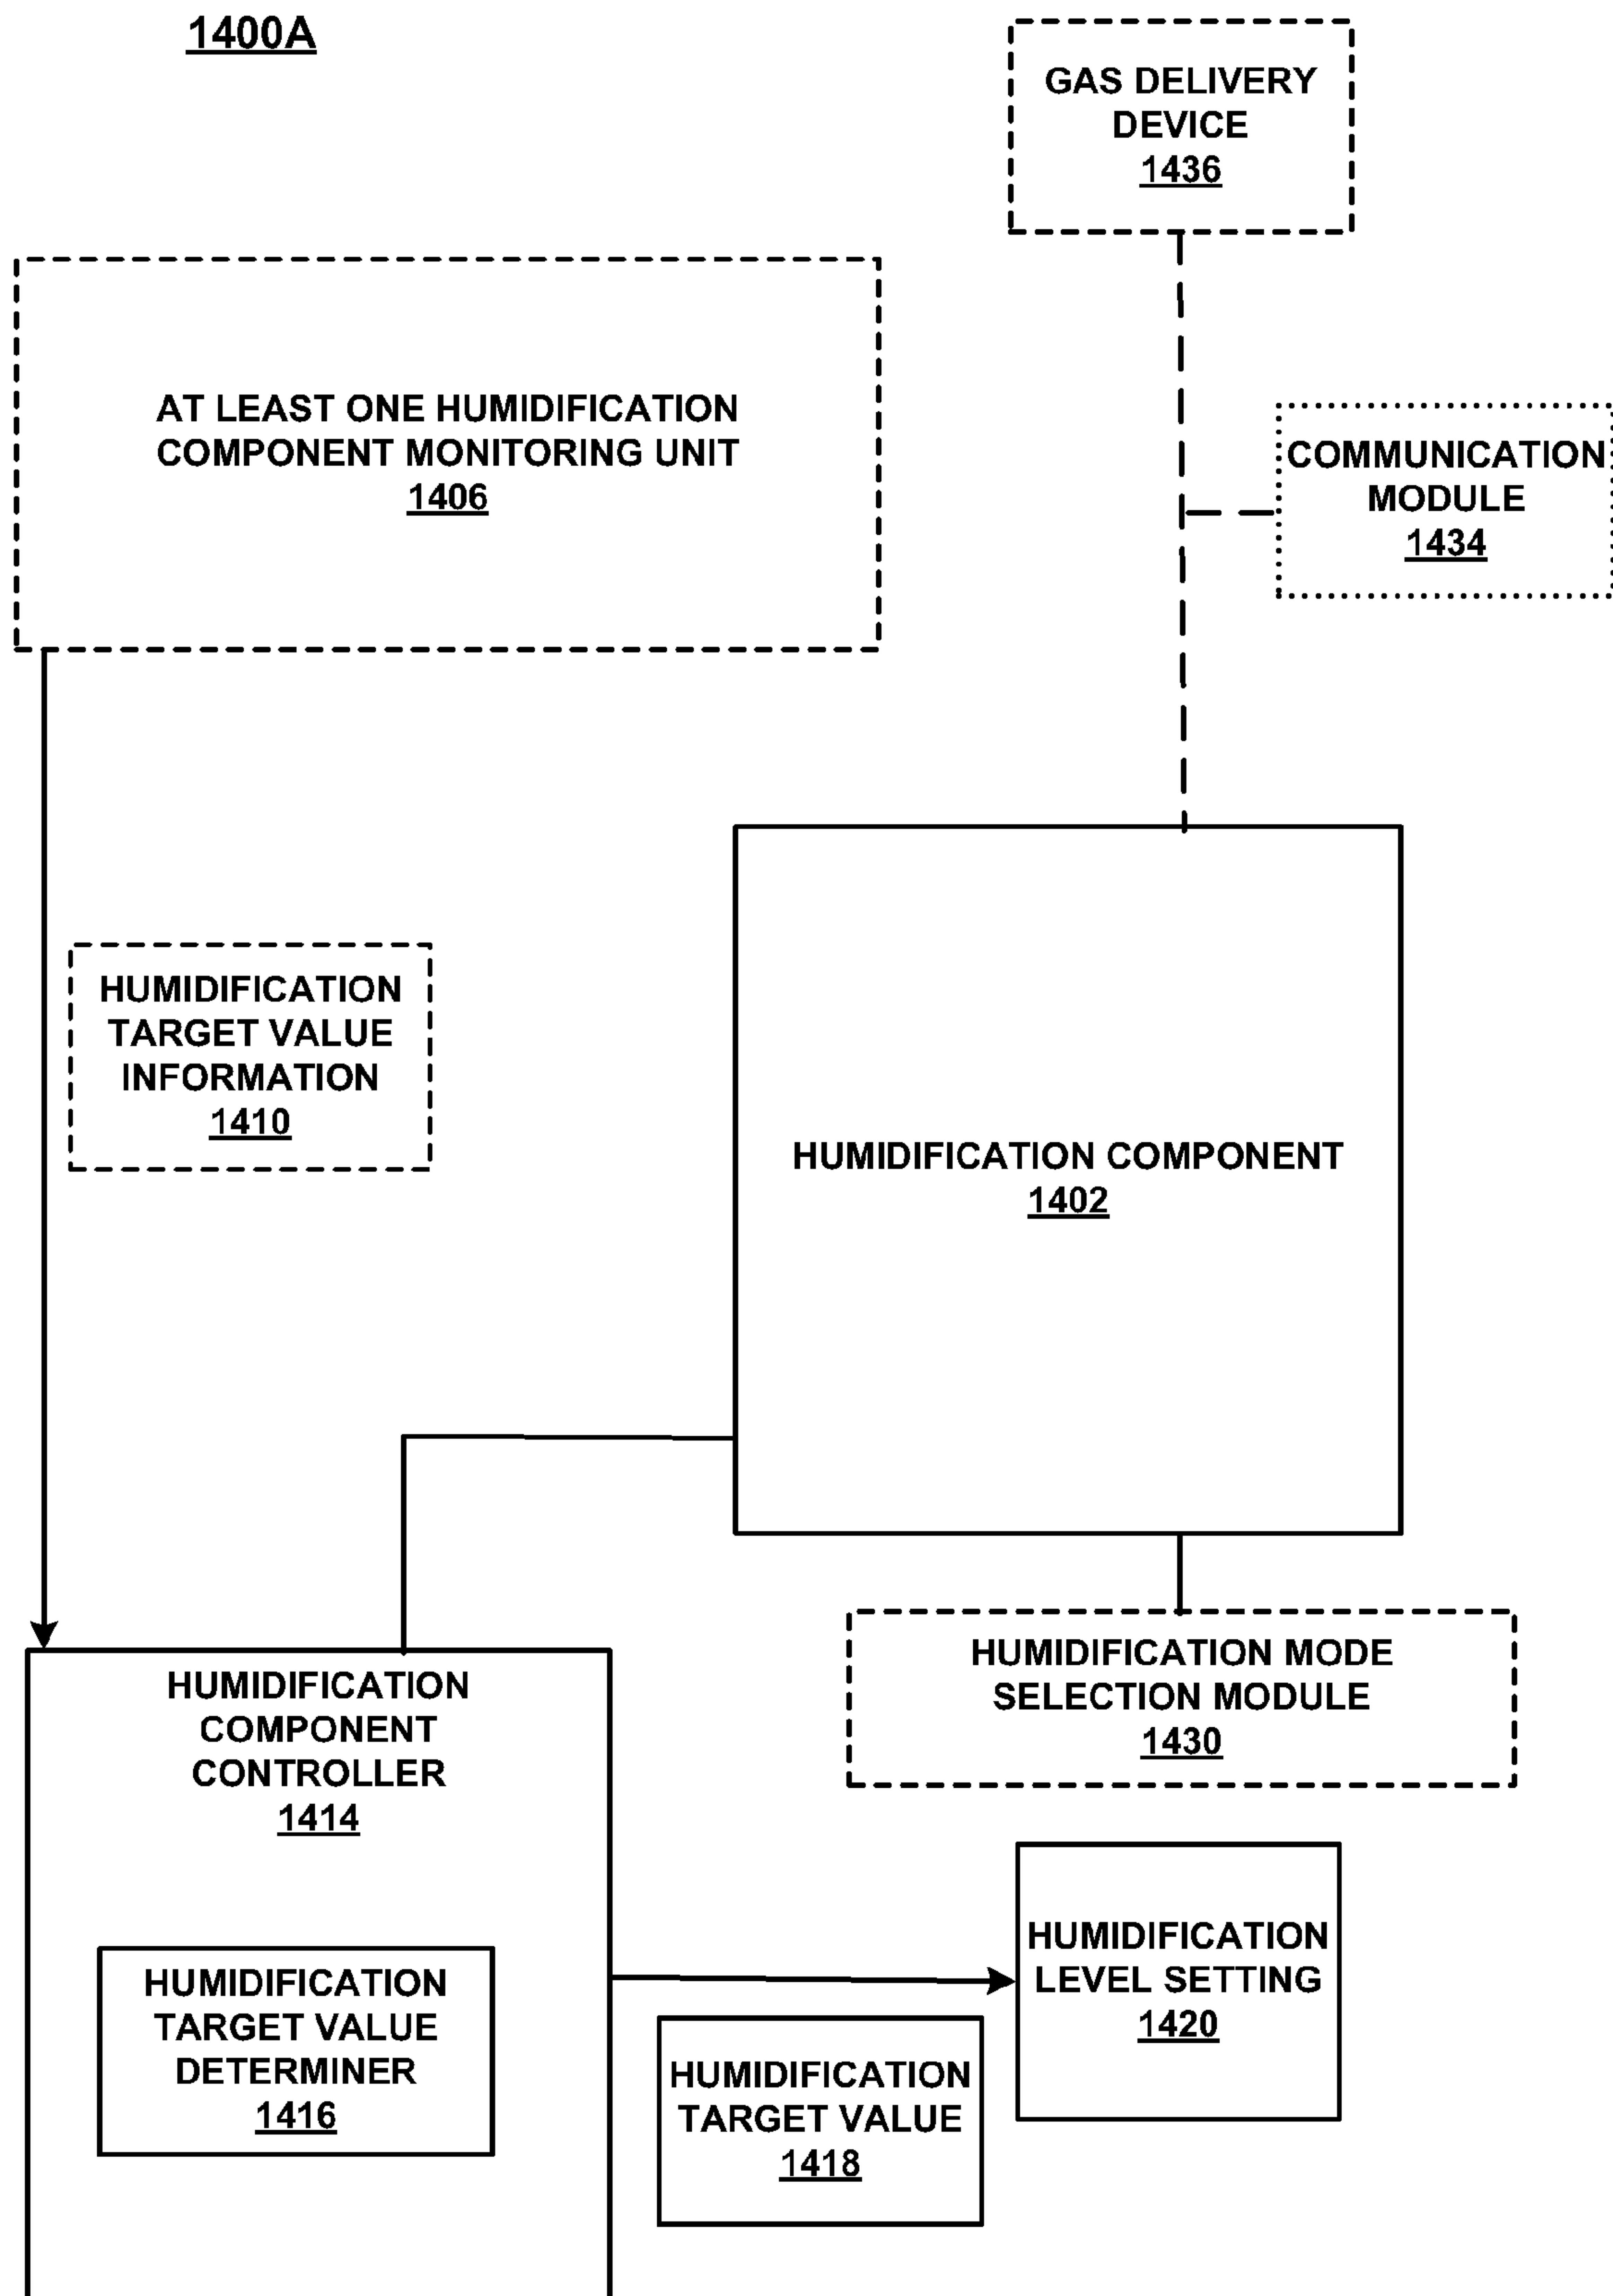 1400A
GAS DELIVERY
DEVICE
1436
AT LEAST ONE HUMIDIFICATION
COMPONENT MONITORING UNIT
1406
COMMUNICATION
MODULE
1434
HUMIDIFICATION
TARGET VALUE
INFORMATION
1410
HUMIDIFICATION COMPONENT
1402
HUMIDIFICATION
COMPONENT
CONTROLLER
1414
HUMIDIFICATION MODE
SELECTION MODULE
1430
HUMIDIFICATION
TARGET VALUE
DETERMINER
1416
HUMIDIFICATION
LEVEL SETTING
1420
HUMIDIFICATION
TARGET VALUE
1418